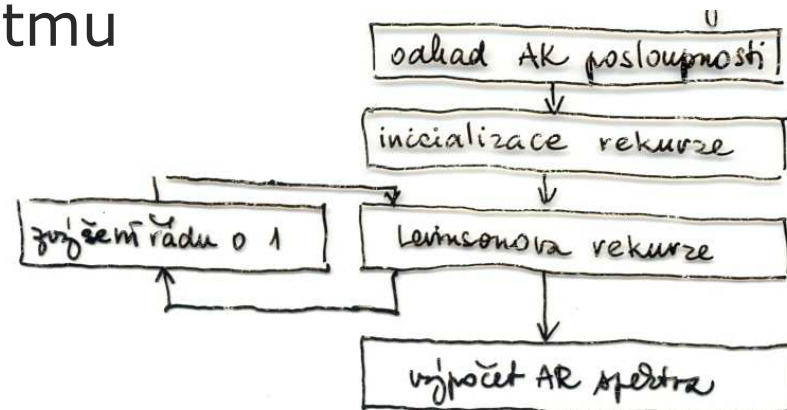 tmu
odhad AK posloupnosti
inicializace rekurze
zvýšení řádu o 1
Levinsonova rekurze
výpočet AR spektra